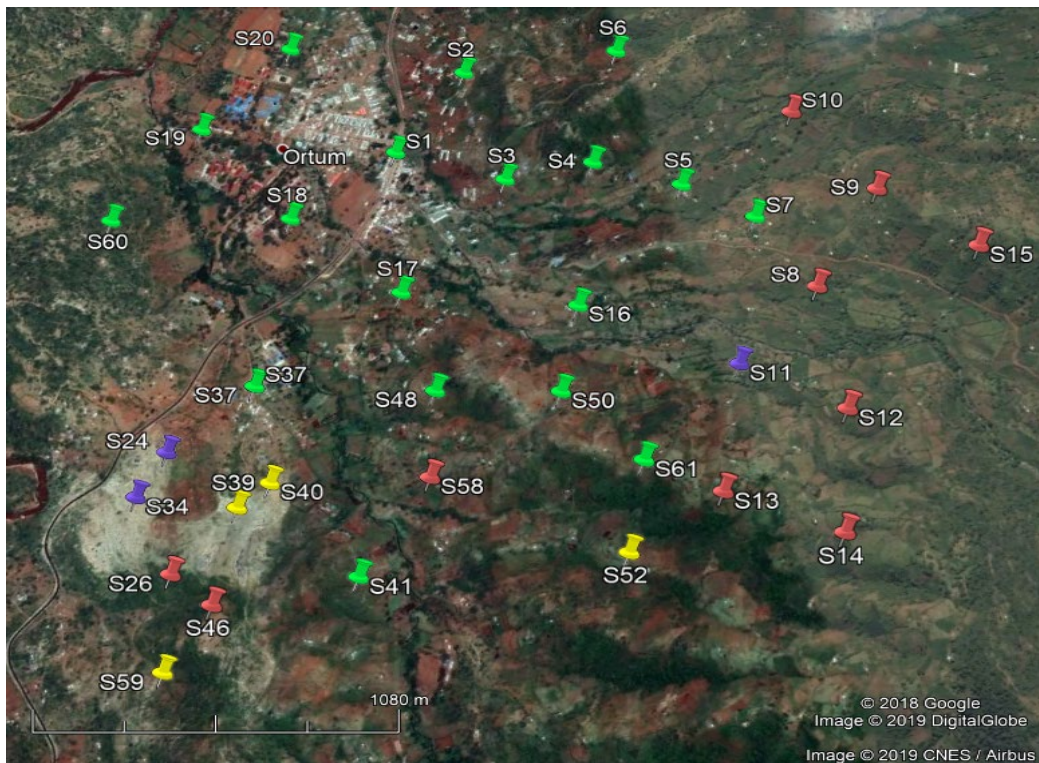 S20
S2
S6
S10
S19
Ortum
S1
S3
S4
S5
S9
S18
S7
S60
S15
S17
S8
S16
S11
S37
S37
S48
S50
S12
S24
S39
S40
S58
S61
S13
S34
S52
S14
S26
S41
S46
S59
1080 m
© 2018 Google
Image © 2019 DigitalGlobe
Image © 2019 CNES / Airbus